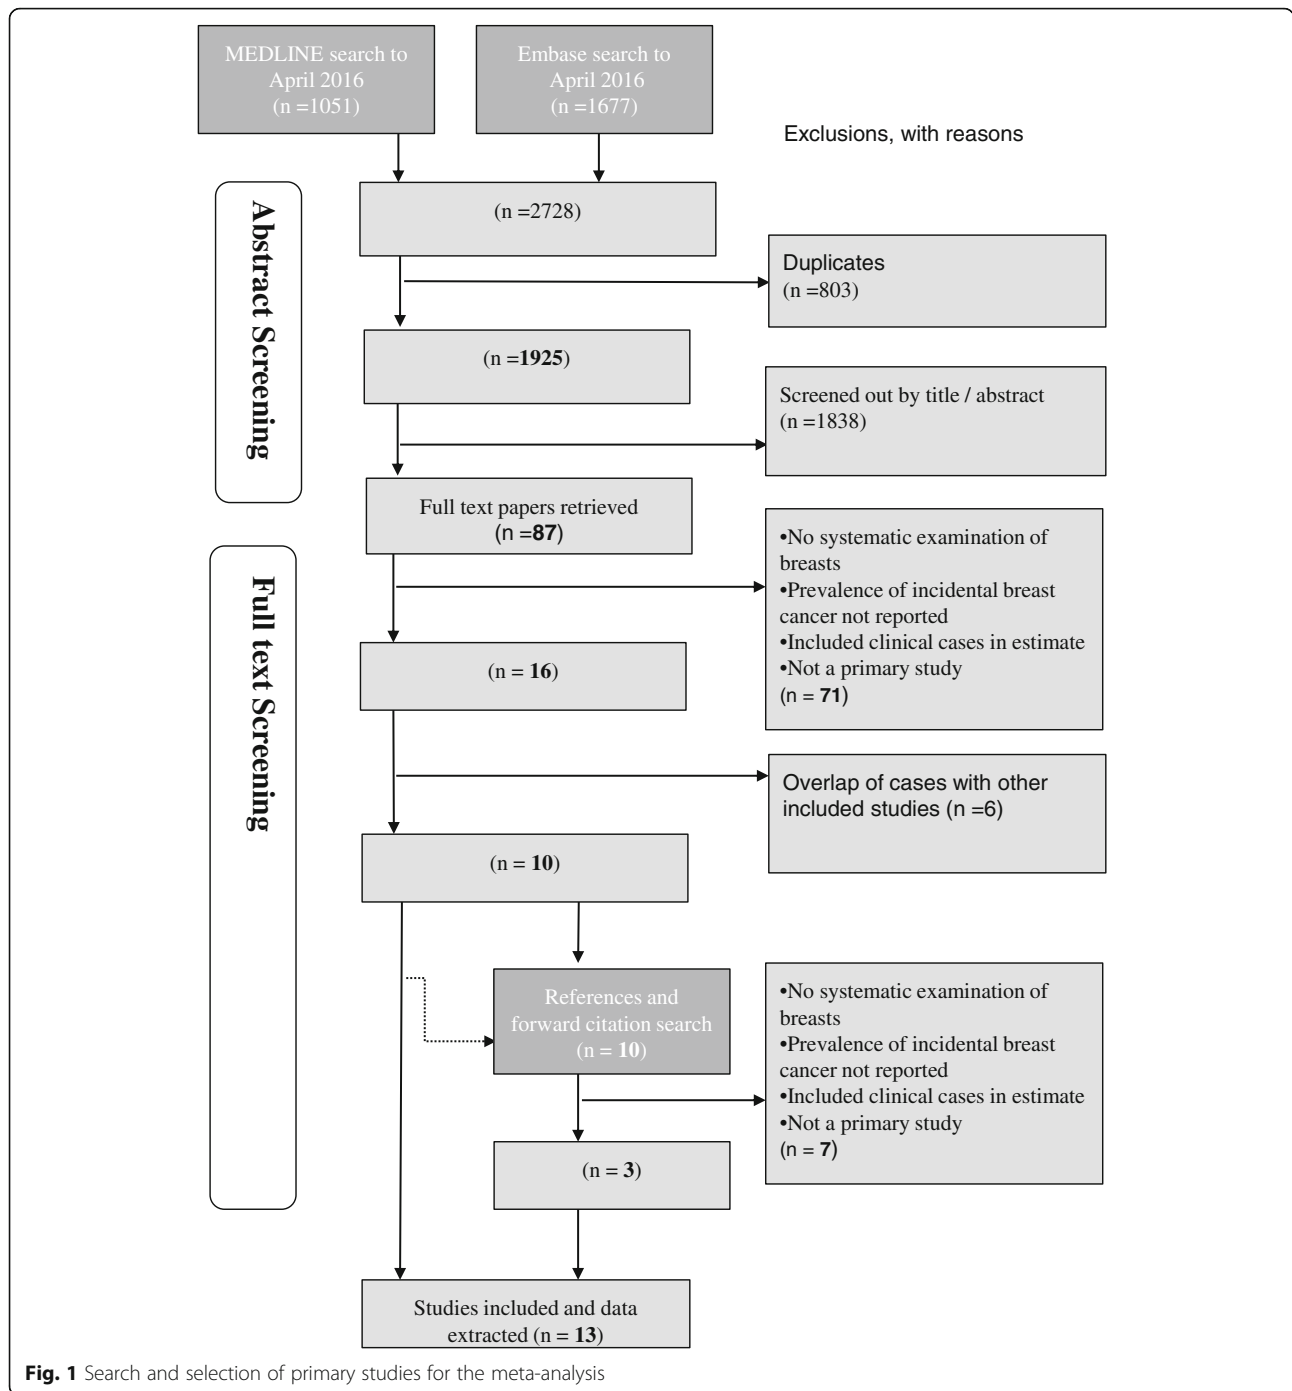 MEDLINE search to
April 2016
(n =1051)
Embase search to
April 2016
(n =1677)
Exclusions, with reasons
Abstract Screening
(n =2728)
Duplicates
(n =803)
(n =1925)
Screened out by title / abstract
(n =1838)
Full text papers retrieved
(n =87)
Full text Screening
•No systematic examination of
breasts
•Prevalence of incidental breast
cancer not reported
•Included clinical cases in estimate
•Not a primary study
(n = 71)
(n = 16)
Overlap of cases with other
included studies (n =6)
(n = 10)
References and
forward citation search
(n = 10)
•No systematic examination of
breasts
•Prevalence of incidental breast
cancer not reported
•Included clinical cases in estimate
•Not a primary study
(n = 7)
(n = 3)
Studies included and data
extracted (n = 13)
Fig. 1 Search and selection of primary studies for the meta-analysis